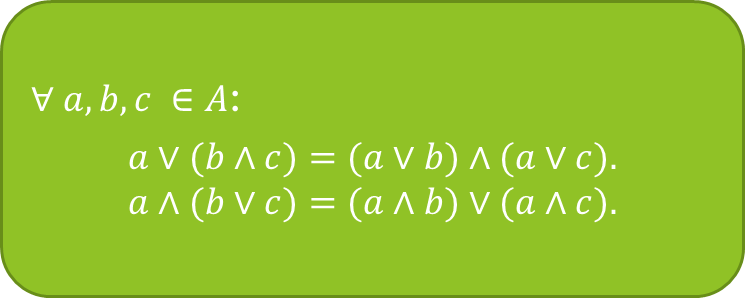 ∀ a, b, c ∈ A:
a ∨ (b ∧ c) = (a ∨ b) ∧ (a ∨ c).
a ∧ (b ∨ c) = (a ∧ b) ∨ (a ∧ c).